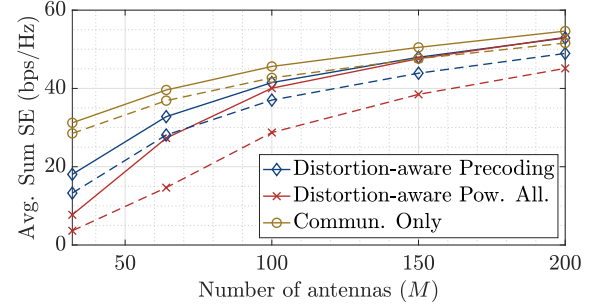 60
40
20
0
Avg. Sum SE (bps/Hz)
Distortion-aware Precoding
Distortion-aware Pow. All.
Commun. Only
50
100
150
200
Number of antennas (M)